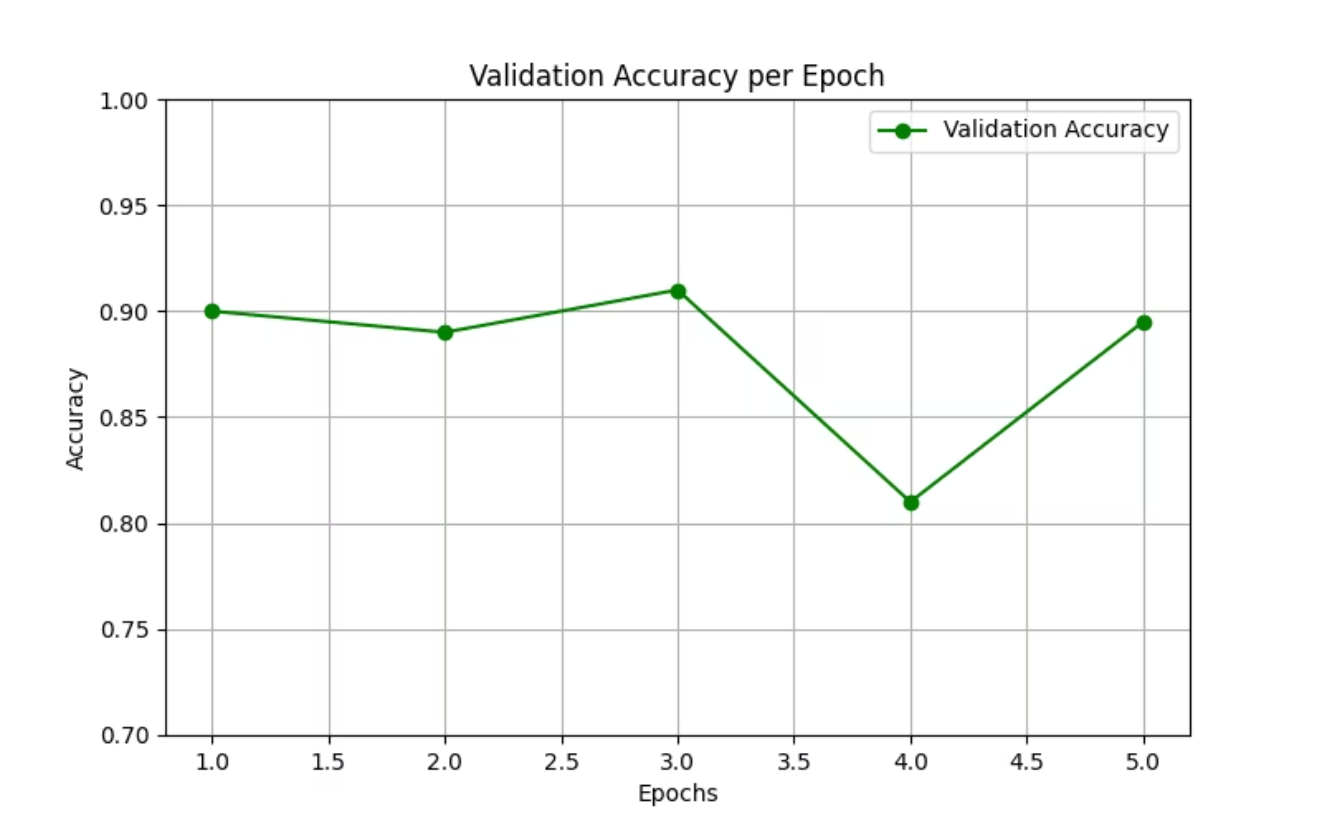 Validation Accuracy per Epoch
Validation Accuracy
Accuracy
1.00
0.95
0.90
0.85
0.80
0.75
0.70
1.0 1.5 2.0 2.5 3.0 3.5 4.0 4.5 5.0
Epochs